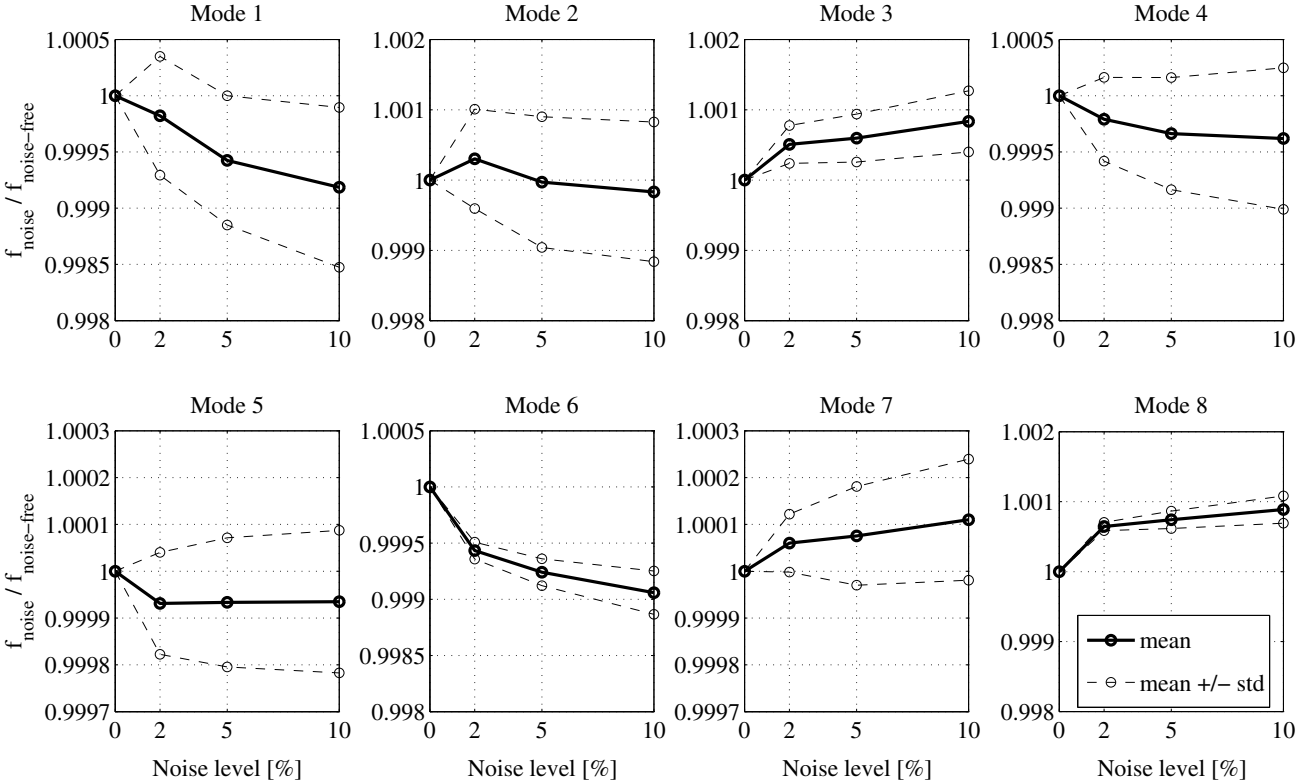 Mode 1 Mode 2 Mode 3 Mode 4
1.0005 1.002 1.002 1.0005
1 1.001 1.001 1
0.9995 1 1 0.9995
0.999 0.999 0.999 0.999
0.9985 0.998 0.998 0.9985
0.998 0.998
f_noise / f_noise−free
0 2 5 10 0 2 5 10 0 2 5 10 0 2 5 10
Mode 5 Mode 6 Mode 7 Mode 8
1.0003 1.0005 1.0003 1.002
1.0002 1 1.0002 1.001
1.0001 0.9995 1.0001 1
1 0.999 1 0.999
0.9999 0.9985 0.9999 0.998
0.9998 0.998 0.9998
0.9997 0.9997
f_noise / f_noise−free
mean
mean +/− std
0 2 5 10 0 2 5 10 0 2 5 10 0 2 5 10
Noise level [%] Noise level [%] Noise level [%] Noise level [%]